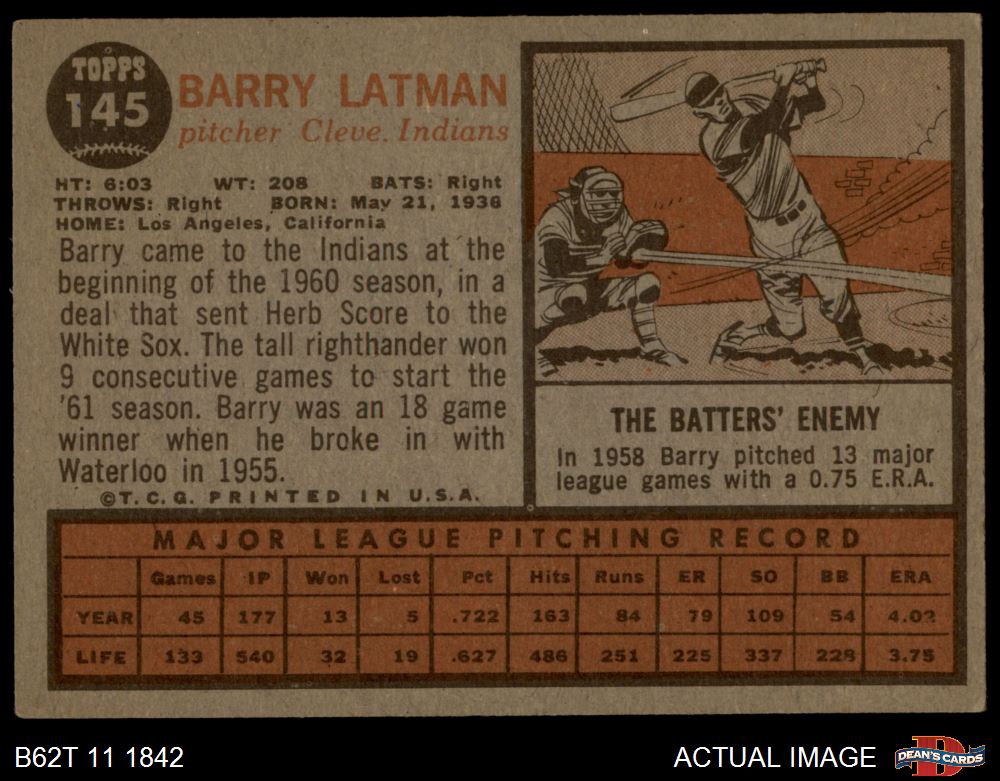 TOPPS
145
BARRY LATMAN
pitcher Cleve. Indians
HT: 6:03 WT: 208 BATS: Right
THROWS: Right BORN: May 21, 1936
HOME: Los Angeles, California
Barry came to the Indians at the
beginning of the 1960 season, in a
deal that sent Herb Score to the
White Sox. The tall righthander won
9 consecutive games to start the
'61 season. Barry was an 18 game
winner when he broke in with
Waterloo in 1955.
©T.C.G. PRINTED IN U.S.A.
THE BATTERS' ENEMY
In 1958 Barry pitched 13 major
league games with a 0.75 E.R.A.
MAJOR LEAGUE PITCHING RECORD
Games IP Won Lost Pct Hits Runs ER SO BB ERA
YEAR 45 177 13 5 .722 163 84 79 109 54 4.02
LIFE 133 540 32 19 .627 486 251 225 337 228 3.75
B62T 11 1842
ACTUAL IMAGE
D
DEAN'S CARDS